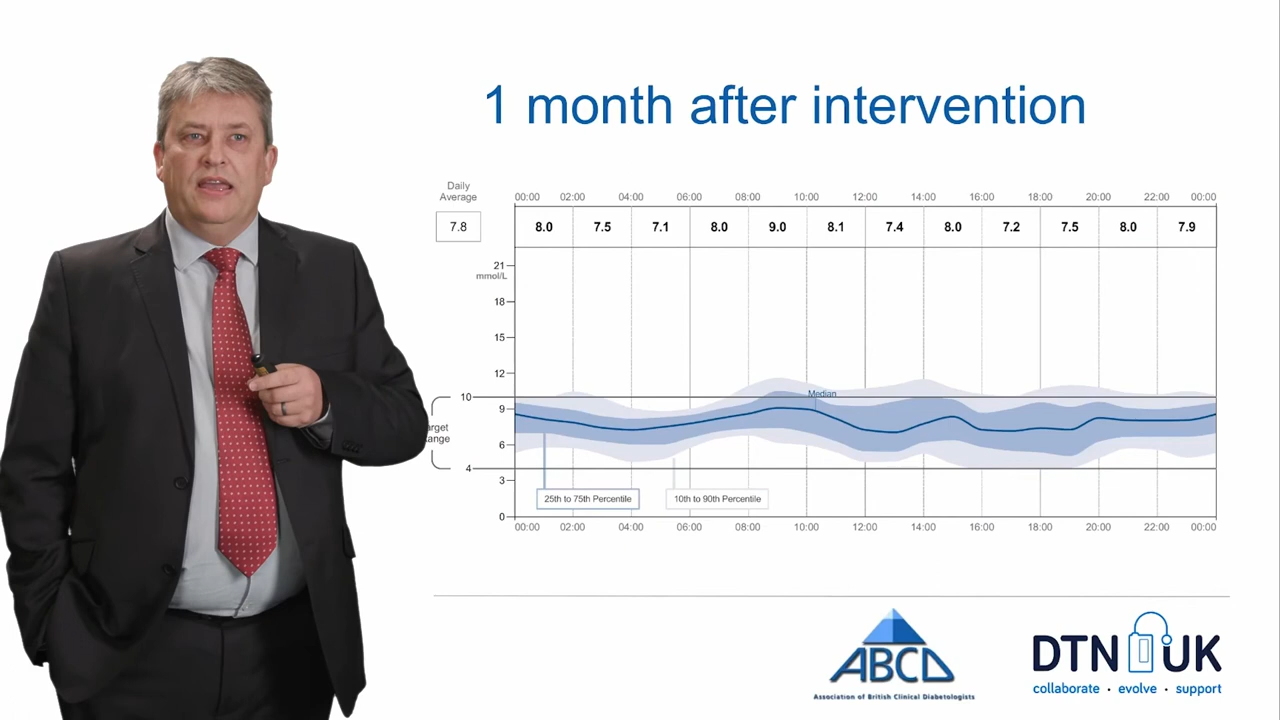 1 month after intervention
Daily
Average
00:00 02:00 04:00 06:00 08:00 10:00 12:00 14:00 16:00 18:00 20:00 22:00 00:00
7.8 8.0 7.5 7.1 8.0 9.0 8.1 7.4 8.0 7.2 7.5 8.0 7.9
21
mmol/L
18
15
12
10
Median
9
arget
ange
6
4
3
25th to 75th Percentile 10th to 90th Percentile
0
00:00 02:00 04:00 06:00 08:00 10:00 12:00 14:00 16:00 18:00 20:00 22:00 00:00
ABCD
Association of British Clinical Diabetologists
DTN UK
collaborate · evolve · support